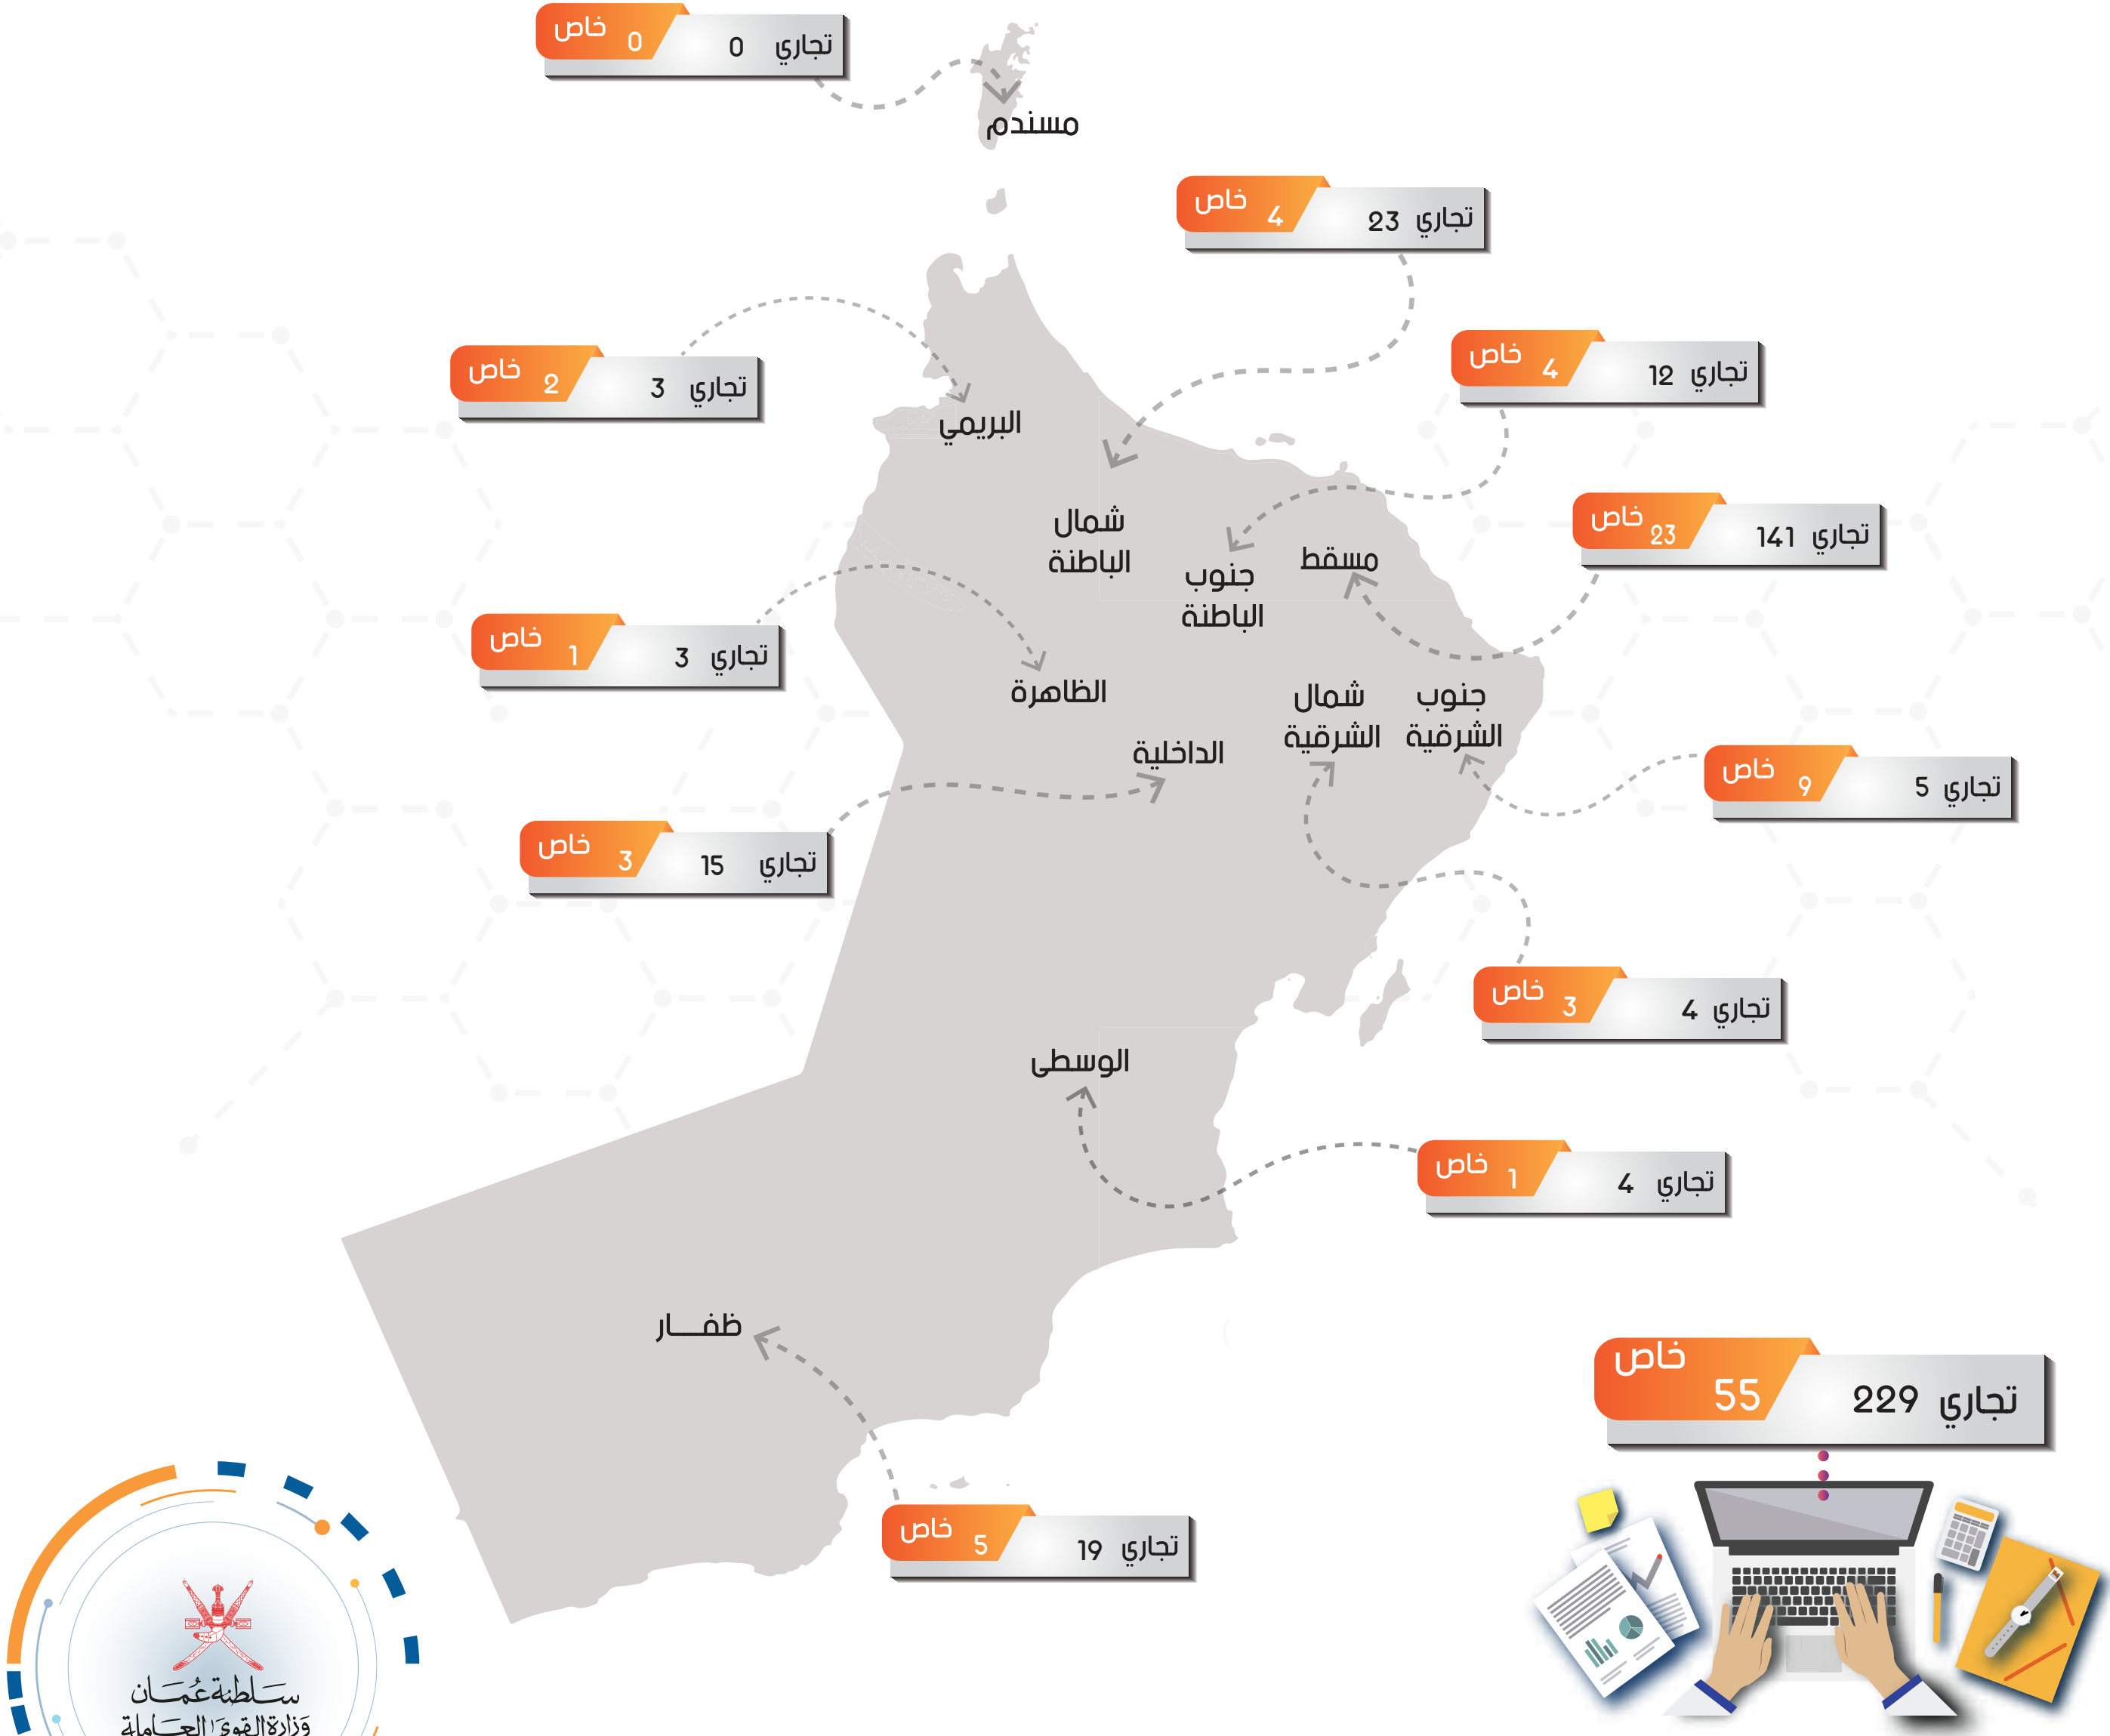 تجاري 0 خاص 0
مسندم
تجاري 23 خاص 4
تجاري 12 خاص 4
تجاري 3 خاص 2
البريمي
تجاري 141 خاص 23
شمال
الباطنة
مسقط
جنوب
الباطنة
تجاري 3 خاص 1
الظاهرة
جنوب
الشرقية
شمال
الشرقية
الداخلية
تجاري 5 خاص 9
تجاري 15 خاص 3
تجاري 4 خاص 3
الوسطى
تجاري 4 خاص 1
ظفـــار
تجاري 229 خاص 55
تجاري 19 خاص 5
سلطنة عُمان
وزارة القوى العاملة